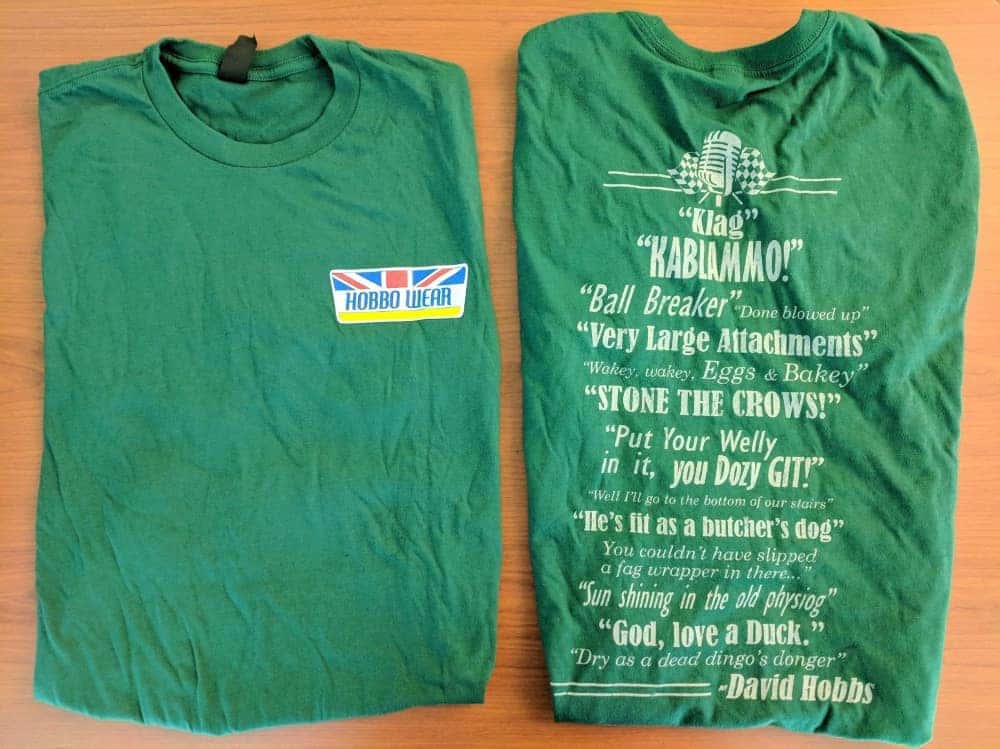 HOBBO WEAR
“Klag”
“KABLAMMO!”
“Ball Breaker” “Done blowed up”
“Very Large Attachments”
“Wakey, wakey, Eggs & Bakey”
“STONE THE CROWS!”
“Put Your Welly
in it, you Dozy GIT!”
“Well I’ll go to the bottom of our stairs”
“He’s fit as a butcher’s dog”
You couldn’t have slipped
a fag wrapper in there...”
“Sun shining in the old physiog”
“God, love a Duck.”
“Dry as a dead dingo’s donger”
-David Hobbs